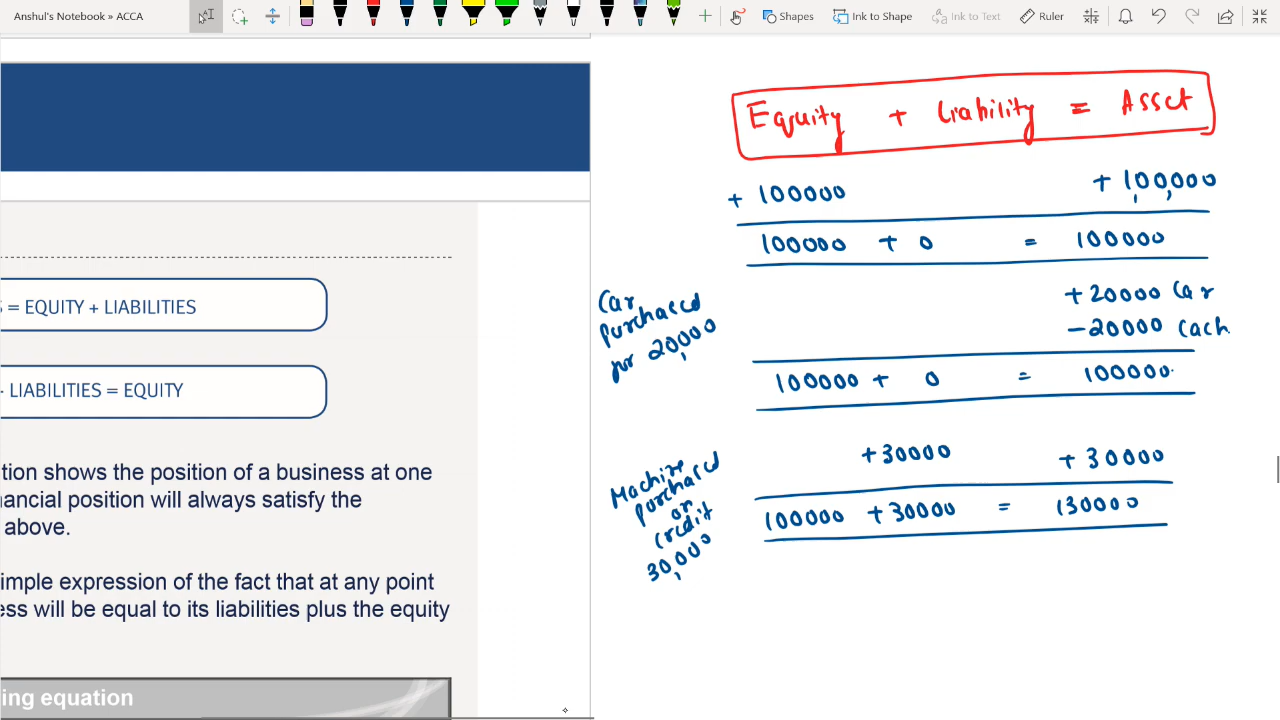 Anshul's Notebook » ACCA
Shapes
Ink to Shape
Ink to Text
Ruler
= EQUITY + LIABILITIES
- LIABILITIES = EQUITY
tion shows the position of a business at one
nancial position will always satisfy the
above.
imple expression of the fact that at any point
ess will be equal to its liabilities plus the equity
ing equation
Equity + Liability = Asset
+ 100000 + 100,000
100000 + 0 = 100000
Car
purchased
for 20,000
+20000 Car
-20000 Cash
100000 + 0 = 100000
Machine
purchased
on
credit
30,000
+30000 +30000
100000 +30000 = 130000